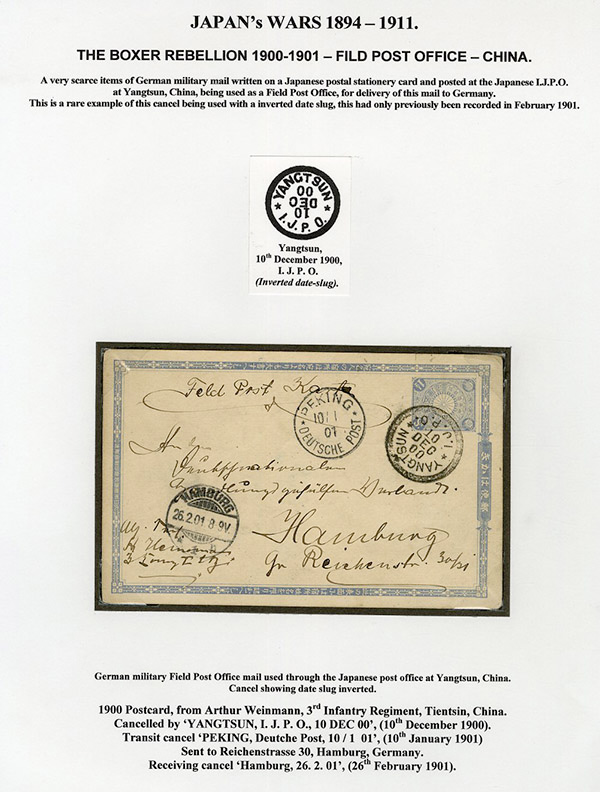 JAPAN's WARS 1894 – 1911.
THE BOXER REBELLION 1900-1901 – FILD POST OFFICE – CHINA.
A very scarce items of German military mail written on a Japanese postal stationery card and posted at the Japanese I.J.P.O.
at Yangtsun, China, being used as a Field Post Office, for delivery of this mail to Germany.
This is a rare example of this cancel being used with a inverted date slug, this had only previously been recorded in February 1901.
YANGTSUN
00
DEC
10
I.J.P.O.
Yangtsun,
10th December 1900,
I. J. P. O.
(Inverted date-slug).
Feld Post Karte
PEKING
10/1
01
DEUTSCHE POST
I.J.P.O.
10
DEC
00
YANGTSUN
An den
Verband.
HAMBURG
26.2.01 8-9V
Hamburg
Gr Reichenstr.
German military Field Post Office mail used through the Japanese post office at Yangtsun, China.
Cancel showing date slug inverted.
1900 Postcard, from Arthur Weinmann, 3rd Infantry Regiment, Tientsin, China.
Cancelled by 'YANGTSUN, I. J. P. O., 10 DEC 00', (10th December 1900).
Transit cancel 'PEKING, Deutche Post, 10 / 1 01', (10th January 1901)
Sent to Reichenstrasse 30, Hamburg, Germany.
Receiving cancel 'Hamburg, 26. 2. 01', (26th February 1901).